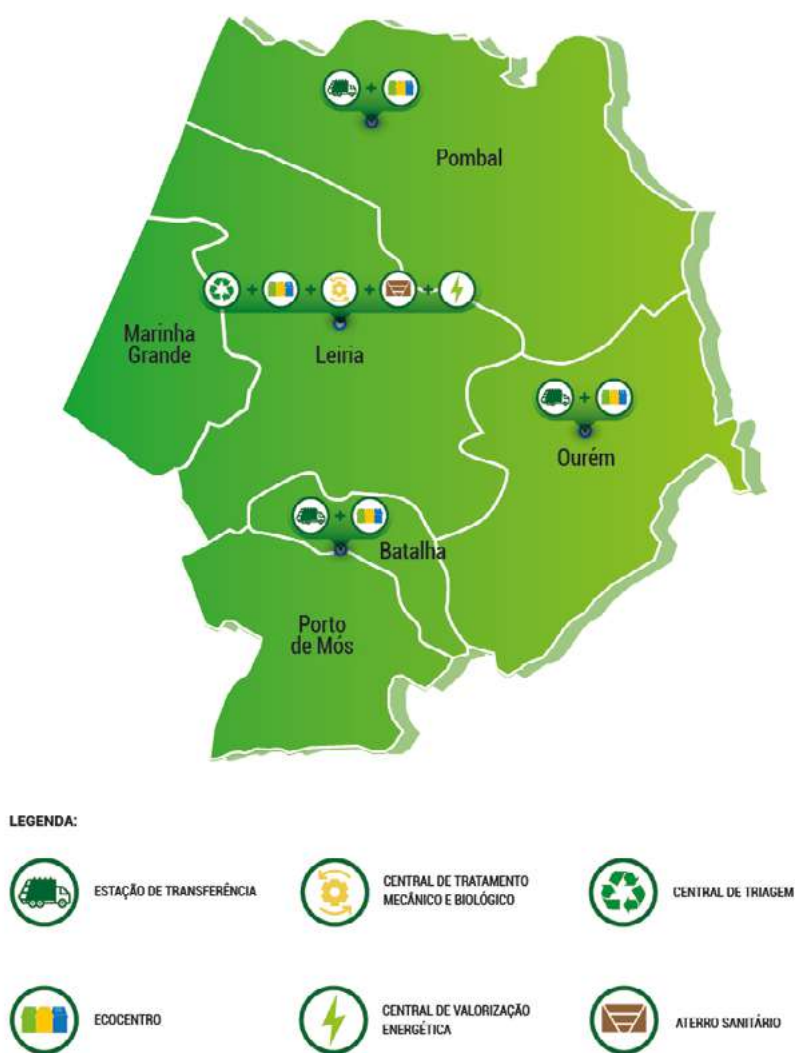 Pombal
Marinha
Grande
Leiria
Ourém
Batalha
Porto
de Mós
LEGENDA:
ESTAÇÃO DE TRANSFERÊNCIA
CENTRAL DE TRATAMENTO
MECÂNICO E BIOLÓGICO
CENTRAL DE TRIAGEM
ECOCENTRO
CENTRAL DE VALORIZAÇÃO
ENERGÉTICA
ATERRO SANITÁRIO